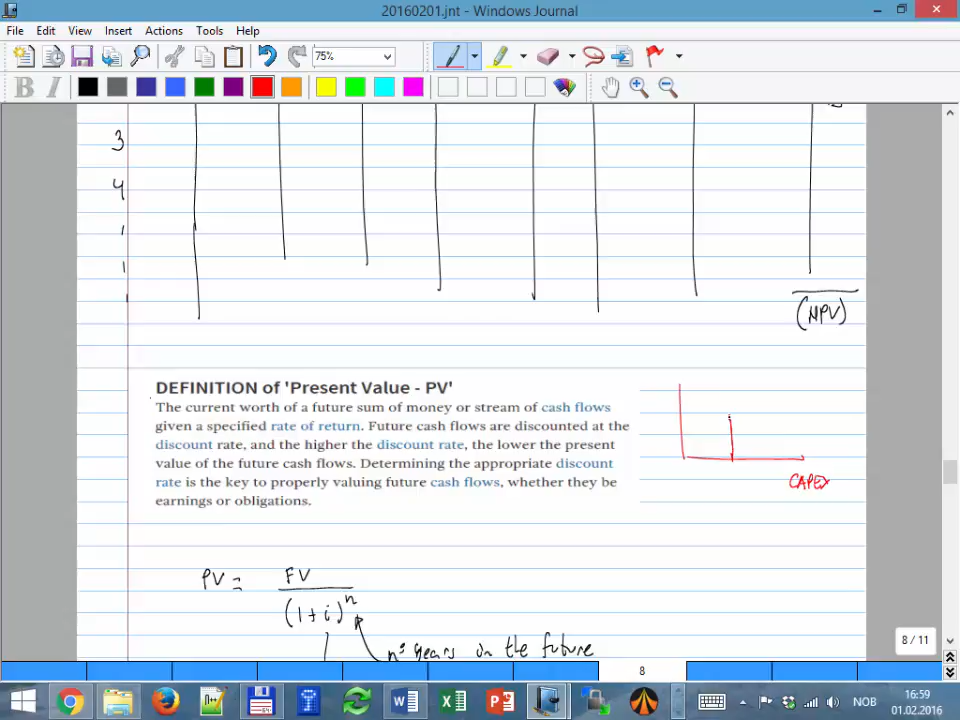 20160201.jnt - Windows Journal
File Edit View Insert Actions Tools Help
75%
B I
3
4
(NPV)
DEFINITION of 'Present Value - PV'
The current worth of a future sum of money or stream of cash flows
given a specified rate of return. Future cash flows are discounted at the
discount rate, and the higher the discount rate, the lower the present
value of the future cash flows. Determining the appropriate discount
rate is the key to properly valuing future cash flows, whether they be
earnings or obligations.
CAPEX
PV = FV
(1+i)^n
nº years in the future
8 / 11
8
NOB
16:59
01.02.2016